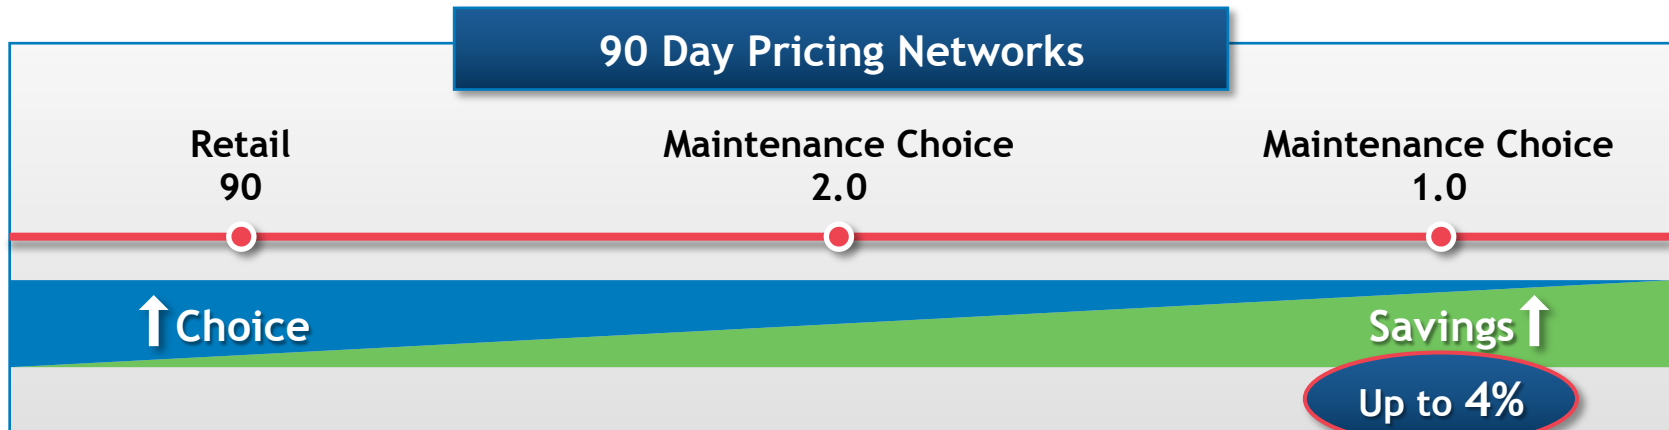 90 Day Pricing Networks
Retail
90
Maintenance Choice
2.0
Maintenance Choice
1.0
Choice
Savings
Up to 4%